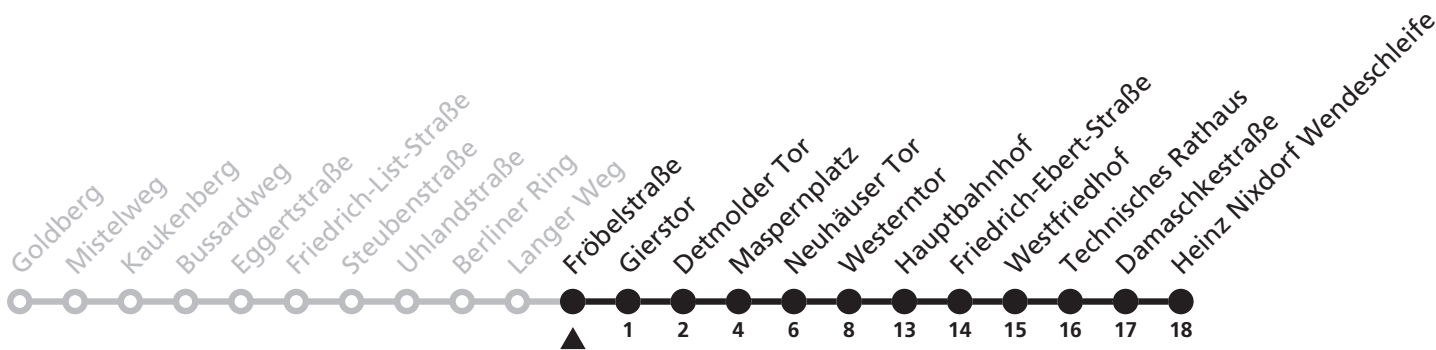 Goldberg
Mistelweg
Kaukenberg
Bussardweg
Eggertstraße
Friedrich-List-Straße
Steubenstraße
Uhlandstraße
Berliner Ring
Langer Weg
Fröbelstraße
Gierstor
Detmolder Tor
Maspernplatz
Neuhäuser Tor
Westerntor
Hauptbahnhof
Friedrich-Ebert-Straße
Westfriedhof
Technisches Rathaus
Damaschkestraße
Heinz Nixdorf Wendeschleife
1 2 4 6 8 13 14 15 16 17 18